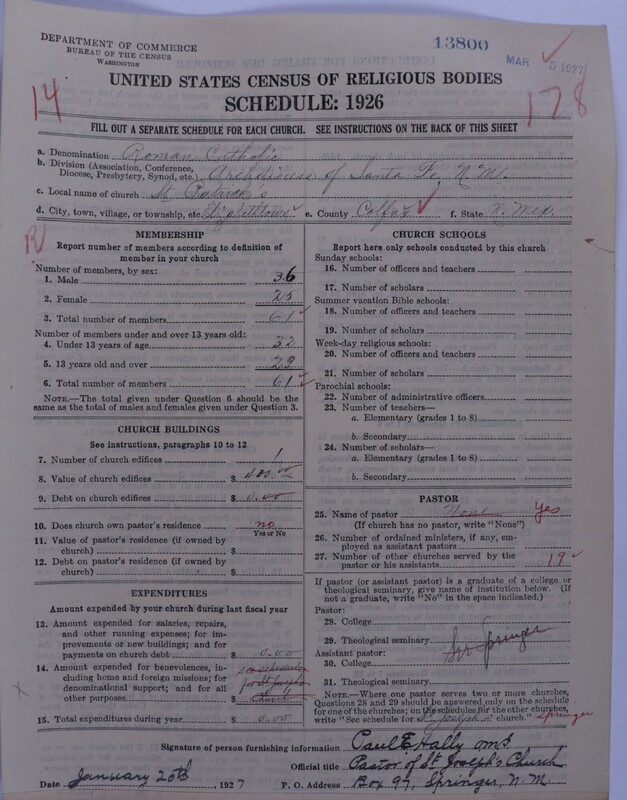 DEPARTMENT OF COMMERCE
BUREAU OF THE CENSUS
WASHINGTON
13800
MAR 5 1927
UNITED STATES CENSUS OF RELIGIOUS BODIES
SCHEDULE: 1926
14
178
FILL OUT A SEPARATE SCHEDULE FOR EACH CHURCH. SEE INSTRUCTIONS ON THE BACK OF THIS SHEET
a. Denomination Roman Catholic
b. Division (Association, Conference,
Diocese, Presbytery, Synod, etc.) Archdiocese of Santa Fe, N.M.
c. Local name of church St. Patrick's
d. City, town, village, or township, etc. Elizabethtown e. County Colfax f. State N. Mex.
R
MEMBERSHIP
Report number of members according to definition of
member in your church
Number of members, by sex:
1. Male 36
2. Female 25
3. Total number of members 61
Number of members under and over 13 years old:
4. Under 13 years of age 32
5. 13 years old and over 29
6. Total number of members 61
NOTE.—The total given under Question 6 should be the
same as the total of males and females given under Question 3.
CHURCH BUILDINGS
See instructions, paragraphs 10 to 12
7. Number of church edifices 1
8. Value of church edifices $ 400.00
9. Debt on church edifices $ 0.00
10. Does church own pastor's residence no
Yes or No
11. Value of pastor's residence (if owned by
church) $
12. Debt on pastor's residence (if owned by
church) $
EXPENDITURES
Amount expended by your church during last fiscal year
13. Amount expended for salaries, repairs,
and other running expenses; for im-
provements or new buildings; and for
payments on church debt $ 0.00
14. Amount expended for benevolences, in-
cluding home and foreign missions; for
denominational support; and for all
other purposes $
see schedule
for St Joseph
Church
15. Total expenditures during year $ 0.00
CHURCH SCHOOLS
Report here only schools conducted by this church
Sunday schools:
16. Number of officers and teachers
17. Number of scholars
Summer vacation Bible schools:
18. Number of officers and teachers
19. Number of scholars
Week-day religious schools:
20. Number of officers and teachers
21. Number of scholars
Parochial schools:
22. Number of administrative officers
23. Number of teachers—
a. Elementary (grades 1 to 8)
b. Secondary
24. Number of scholars—
a. Elementary (grades 1 to 8)
b. Secondary
PASTOR
25. Name of pastor None Yes
(If church has no pastor, write "None")
26. Number of ordained ministers, if any, em-
ployed as assistant pastors
27. Number of other churches served by the
pastor or his assistants 19
If pastor (or assistant pastor) is a graduate of a college or
theological seminary, give name of institution below. (If
not a graduate, write "No" in the space indicated.)
Pastor:
28. College
29. Theological seminary
Springer
Assistant pastor:
30. College
31. Theological seminary
NOTE.—Where one pastor serves two or more churches,
Questions 28 and 29 should be answered only on the schedule
for one of the churches; on the schedules for the other churches,
write "See schedule for St. Joseph's church." Springer
Signature of person furnishing information Paul E. Hally oms
Official title Pastor of St Joseph's Church
Date January 20th, 1927 P. O. Address Box 97, Springer, N.M.